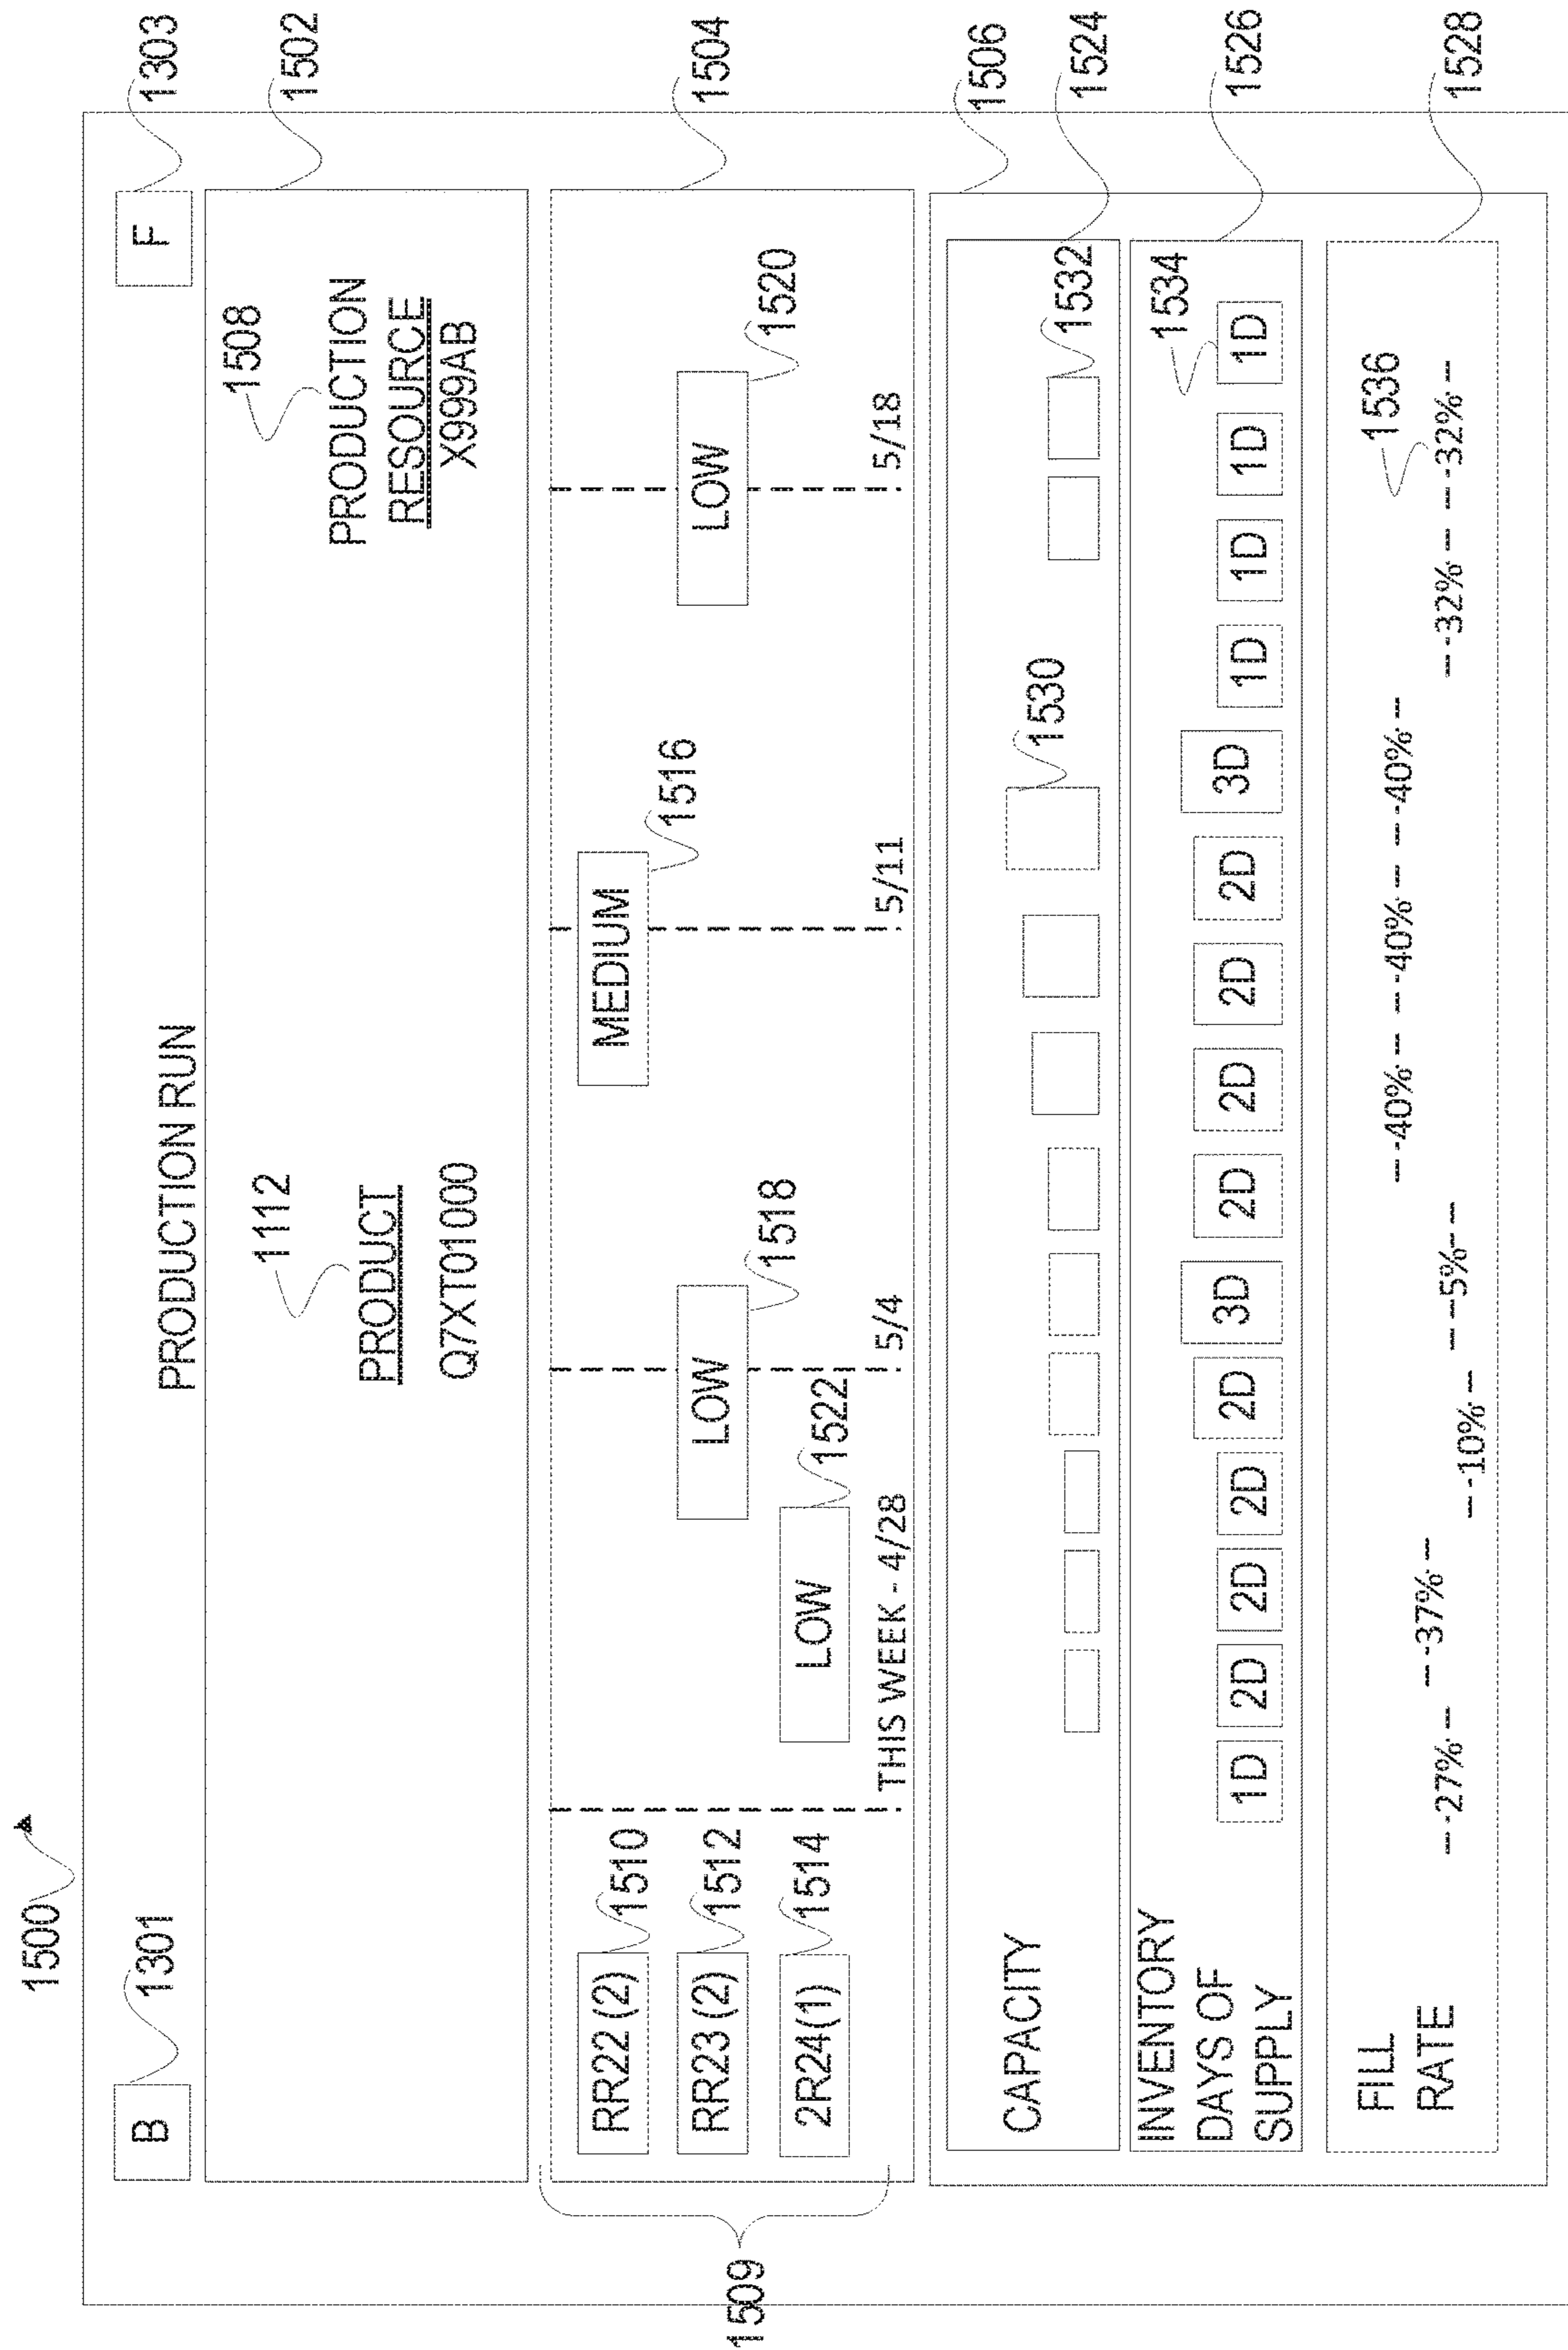 1500
B
1301
PRODUCTION RUN
F
1303
1502
1112
PRODUCT
Q7XT01000
1508
PRODUCTION
RESOURCE
X999AB
1504
1509
RR22 (2)
1510
MEDIUM
1516
RR23 (2)
1512
LOW
1518
LOW
1520
2R24(1)
1514
LOW
1522
THIS WEEK - 4/28
5/4
5/11
5/18
1506
CAPACITY
1530
1532
1524
INVENTORY
DAYS OF
SUPPLY
1534
1D 2D 2D 2D 2D 3D 2D 2D 2D 2D 3D 1D 1D 1D 1D
1526
FILL
RATE
1536
-- -27% -- -- -37% -- -- -10% -- -- -5% -- -- -40% -- -- -40% -- -- -40% -- -- -32% -- -- -32% --
1528